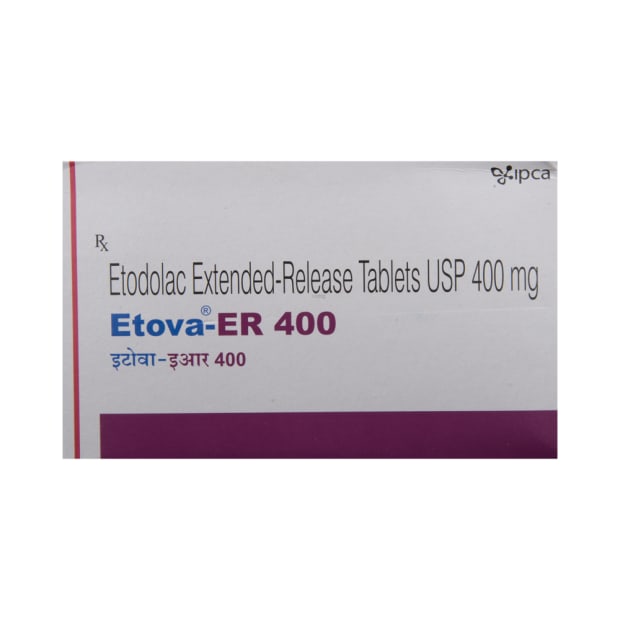 ipca
Rx
Etodolac Extended-Release Tablets USP 400 mg
Etova®-ER 400
इटोवा-इआर 400